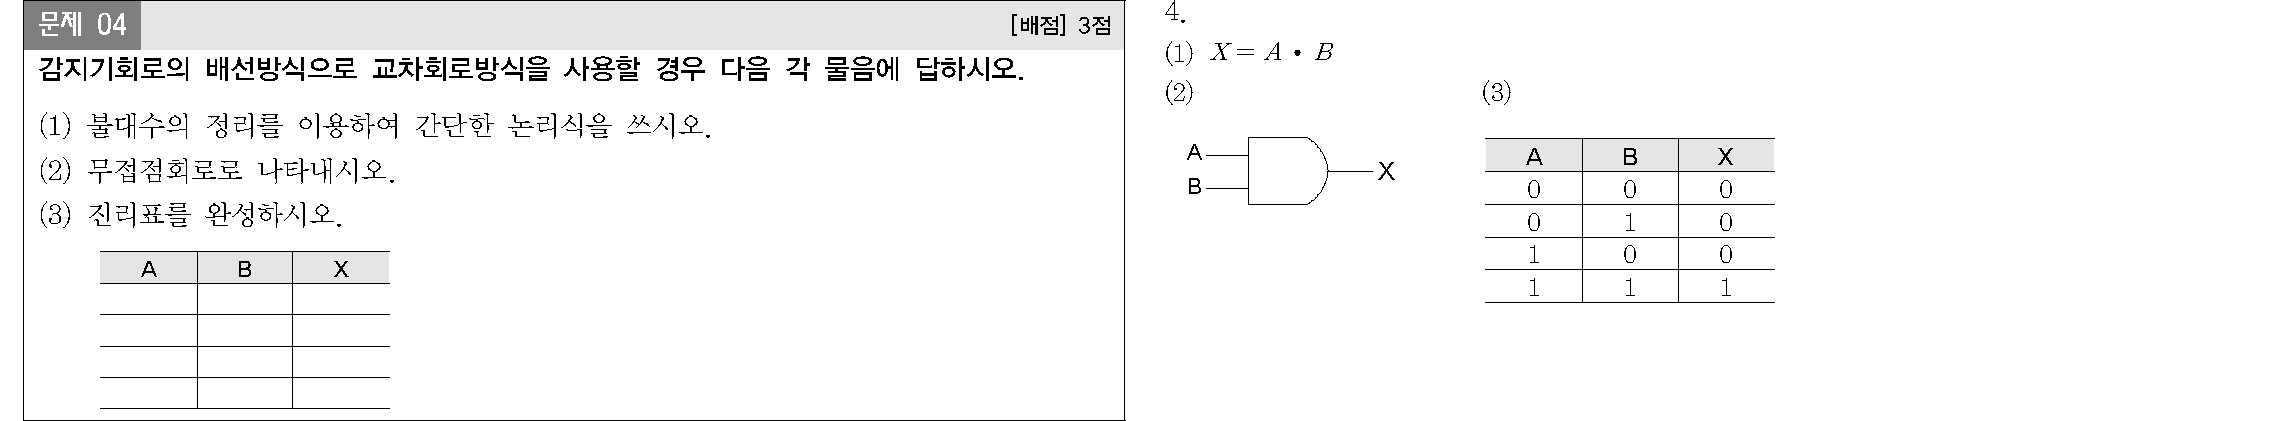 문제 04
[배점] 3점
감지기회로의 배선방식으로 교차회로방식을 사용할 경우 다음 각 물음에 답하시오.
(1) 불대수의 정리를 이용하여 간단한 논리식을 쓰시오.
(2) 무접점회로로 나타내시오.
(3) 진리표를 완성하시오.
A B X
4.
(1) X = A • B
(2)
A
B
X
(3)
A B X
0 0 0
0 1 0
1 0 0
1 1 1